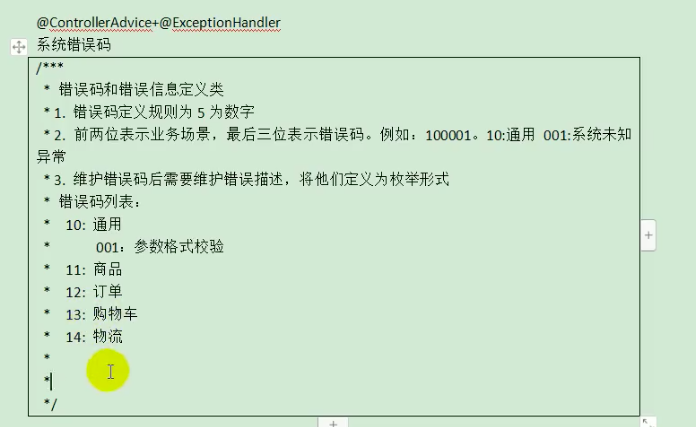 @ControllerAdvice+@ExceptionHandler
系统错误码
/***
* 错误码和错误信息定义类
*1. 错误码定义规则为 5 为数字
*2. 前两位表示业务场景，最后三位表示错误码。例如：100001。10:通用 001:系统未知
异常
*3. 维护错误码后需要维护错误描述，将他们定义为枚举形式
* 错误码列表：
* 10: 通用
* 001：参数格式校验
* 11: 商品
* 12: 订单
* 13: 购物车
* 14: 物流
*
*
*/